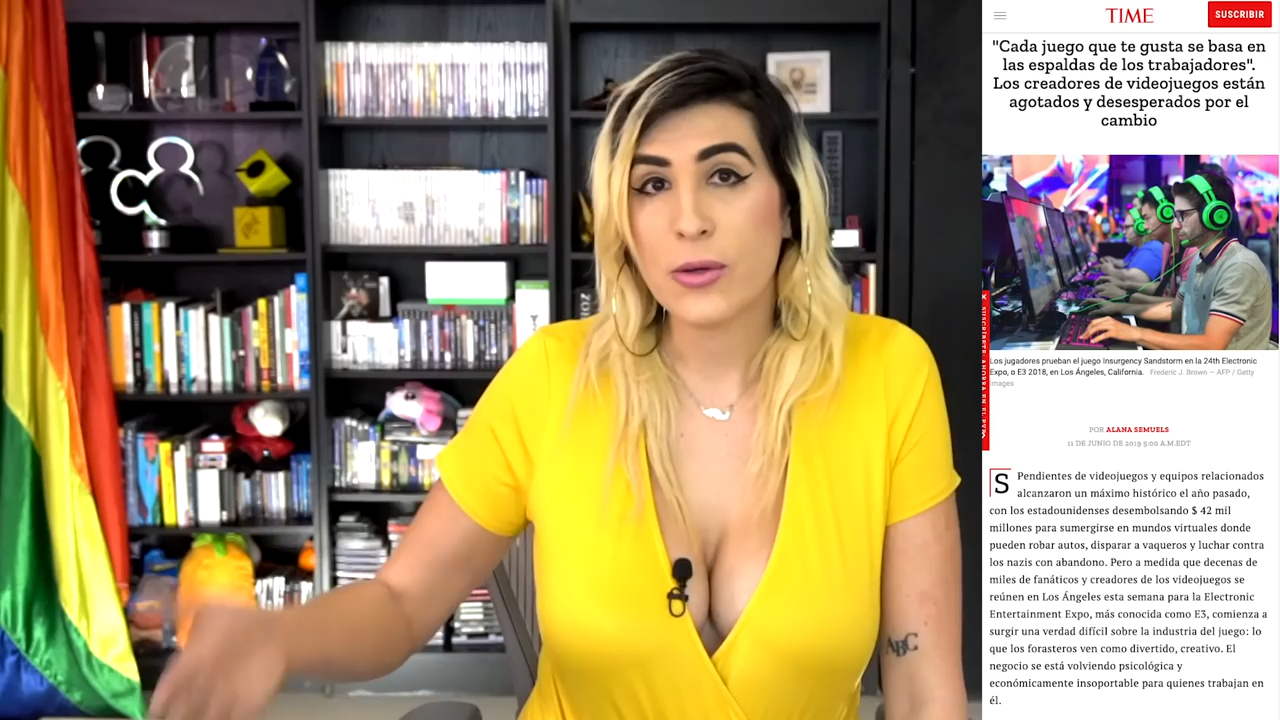 TIME
SUSCRIBIR
"Cada juego que te gusta se basa en
las espaldas de los trabajadores".
Los creadores de videojuegos están
agotados y desesperados por el
cambio
Los jugadores prueban el juego Insurgency Sandstorm en la 24th Electronic
Expo, o E3 2018, en Los Ángeles, California. Frederic J. Brown — AFP / Getty
Images
POR ALANA SEMUELS
11 DE JUNIO DE 2019 5:00 A.M.EDT
S Pendientes de videojuegos y equipos relacionados
alcanzaron un máximo histórico el año pasado,
con los estadounidenses desembolsando $ 42 mil
millones para sumergirse en mundos virtuales donde
pueden robar autos, disparar a vaqueros y luchar contra
los nazis con abandono. Pero a medida que decenas de
miles de fanáticos y creadores de los videojuegos se
reúnen en Los Ángeles esta semana para la Electronic
Entertainment Expo, más conocida como E3, comienza a
surgir una verdad difícil sobre la industria del juego: lo
que los forasteros ven como divertido, creativo. El
negocio se está volviendo psicológica y
económicamente insoportable para quienes trabajan en
él.
ABC